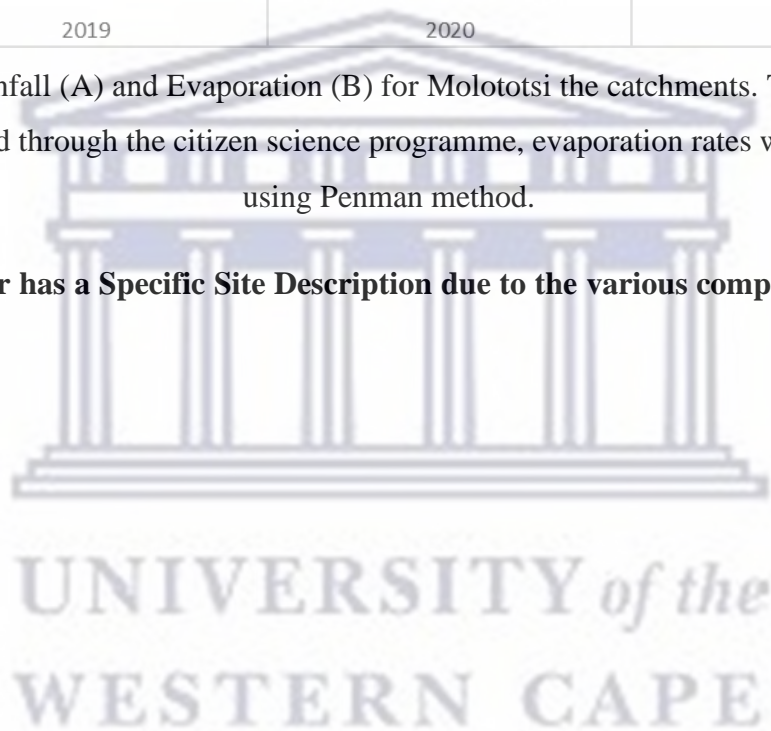 2019 2020
nfall (A) and Evaporation (B) for Molototsi the catchments.
d through the citizen science programme, evaporation rates
using Penman method.
r has a Specific Site Description due to the various comp
UNIVERSITY of the
WESTERN CAPE